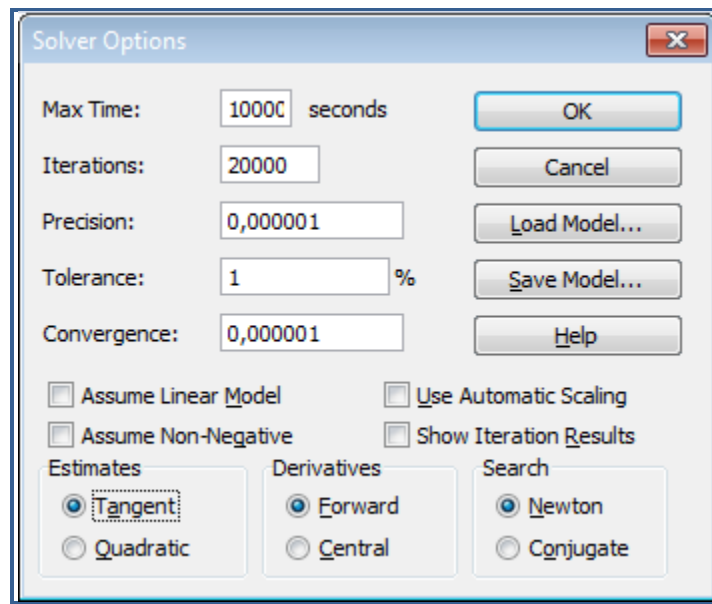 Solver Options
Max Time: 10000 seconds OK
Iterations: 20000 Cancel
Precision: 0,000001 Load Model...
Tolerance: 1 % Save Model...
Convergence: 0,000001 Help
Assume Linear Model Use Automatic Scaling
Assume Non-Negative Show Iteration Results
Estimates Derivatives Search
Tangent Forward Newton
Quadratic Central Conjugate